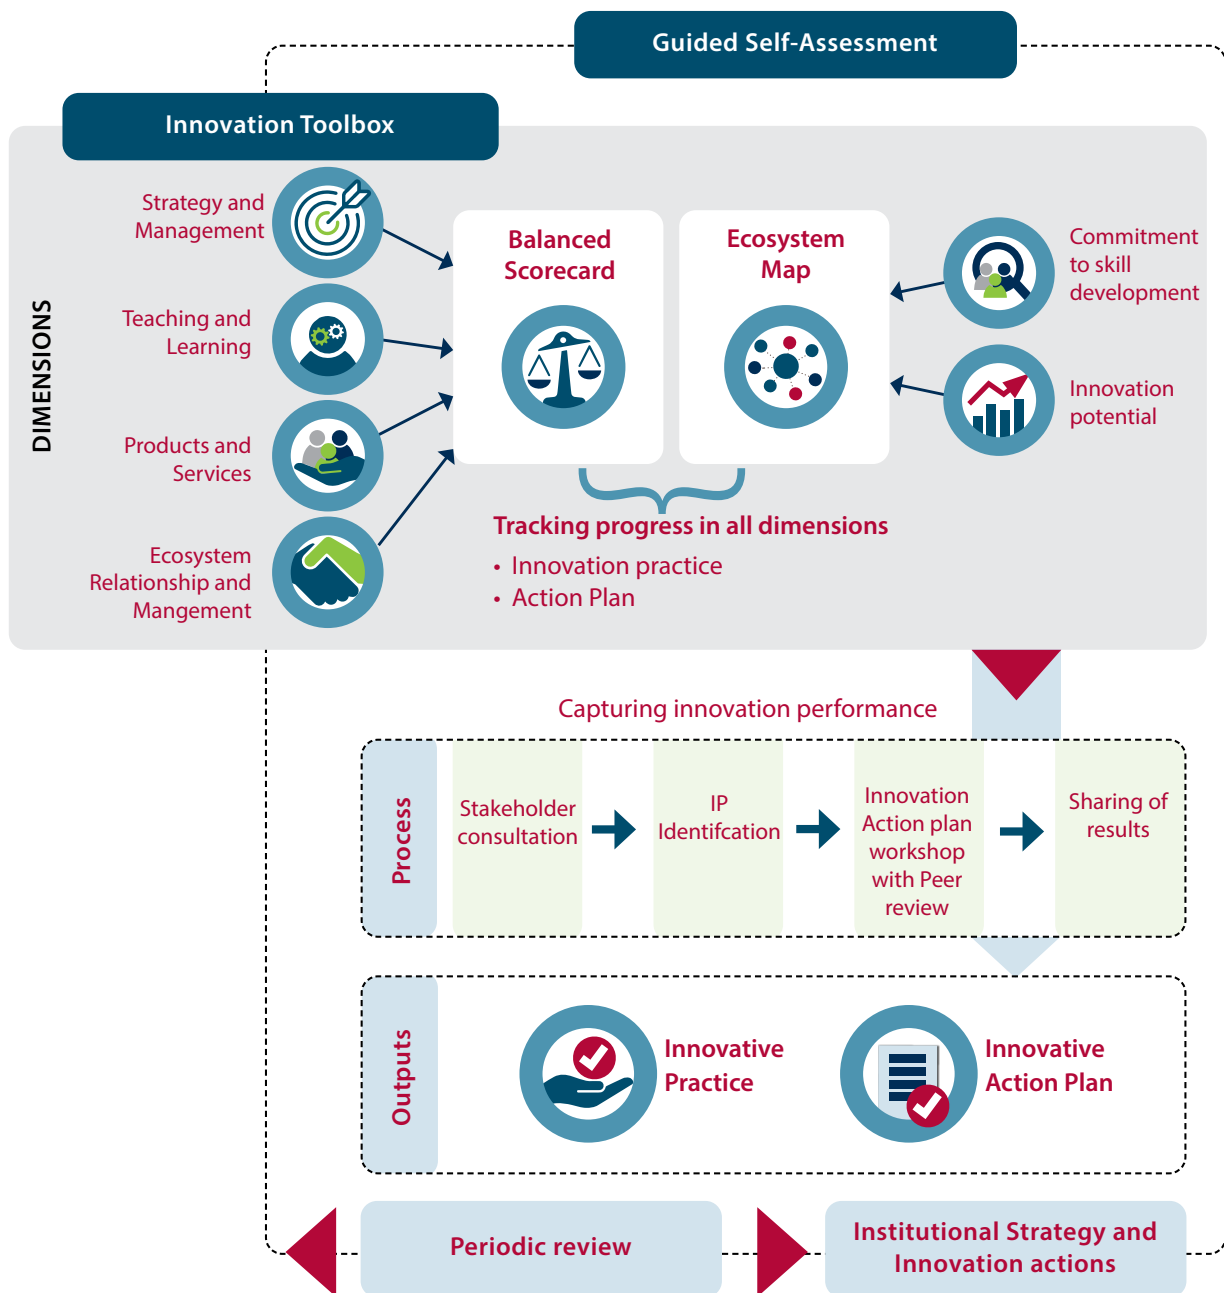 Guided Self-Assessment
Innovation Toolbox
DIMENSIONS
Strategy and
Management
Teaching and
Learning
Products and
Services
Ecosystem
Relationship and
Mangement
Balanced
Scorecard
Ecosystem
Map
Commitment
to skill
development
Innovation
potential
Tracking progress in all dimensions
• Innovation practice
• Action Plan
Capturing innovation performance
Process
Stakeholder
consultation
IP
Identifcation
Innovation
Action plan
workshop
with Peer
review
Sharing of
results
Outputs
Innovative
Practice
Innovative
Action Plan
Periodic review
Institutional Strategy and
Innovation actions